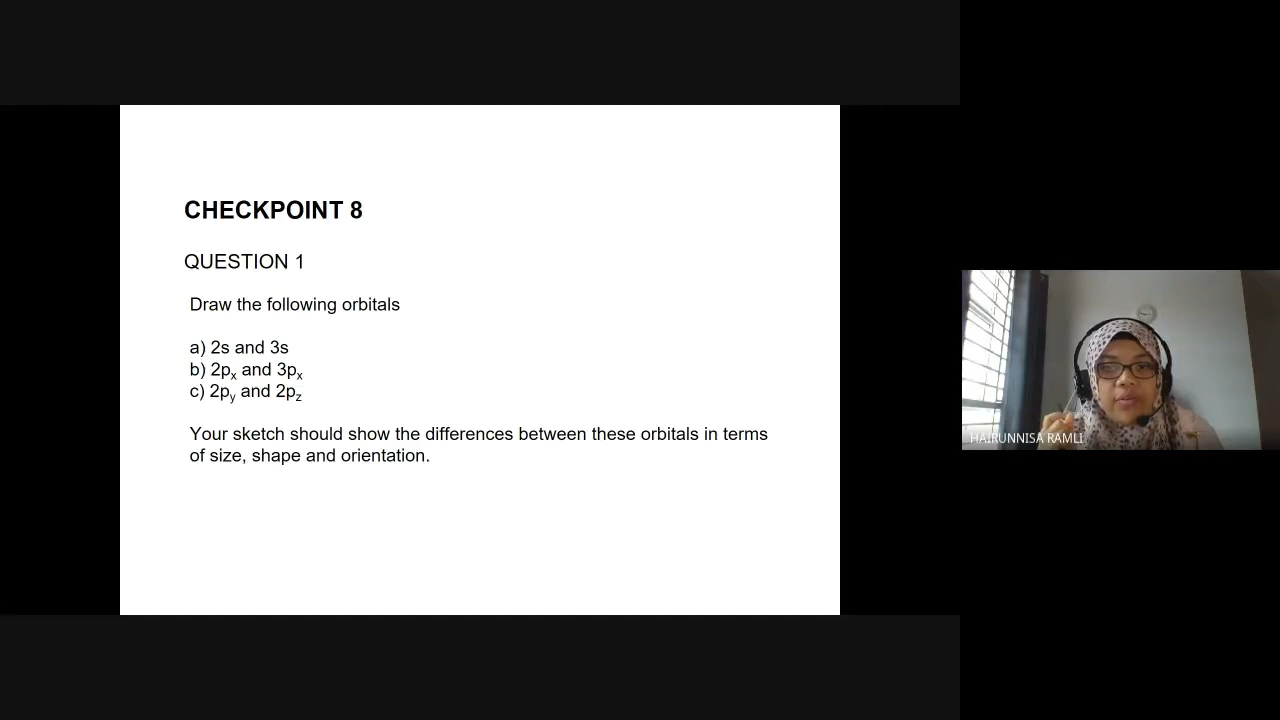 CHECKPOINT 8
QUESTION 1
Draw the following orbitals
a) 2s and 3s
b) 2pₓ and 3pₓ
c) 2py and 2pz
Your sketch should show the differences between these orbitals in terms
of size, shape and orientation.
HAIRUNNISA RAMLI